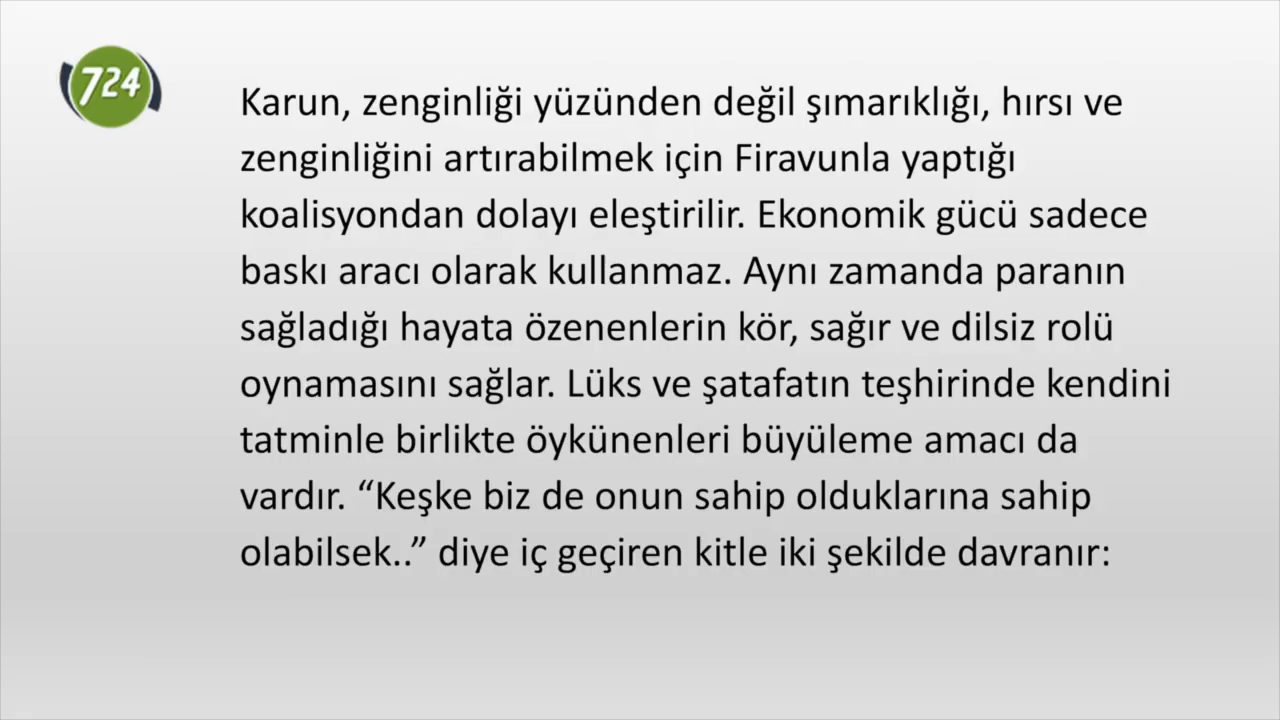 724
Karun, zenginliği yüzünden değil şımarıklığı, hırsı ve
zenginliğini artırabilmek için Firavunla yaptığı
koalisyondan dolayı eleştirilir. Ekonomik gücü sadece
baskı aracı olarak kullanmaz. Aynı zamanda paranın
sağladığı hayata özenenlerin kör, sağır ve dilsiz rolü
oynamasını sağlar. Lüks ve şatafatın teşhirinde kendini
tatminle birlikte öykünenleri büyüleme amacı da
vardır. “Keşke biz de onun sahip olduklarına sahip
olabilsek..” diye iç geçiren kitle iki şekilde davranır: